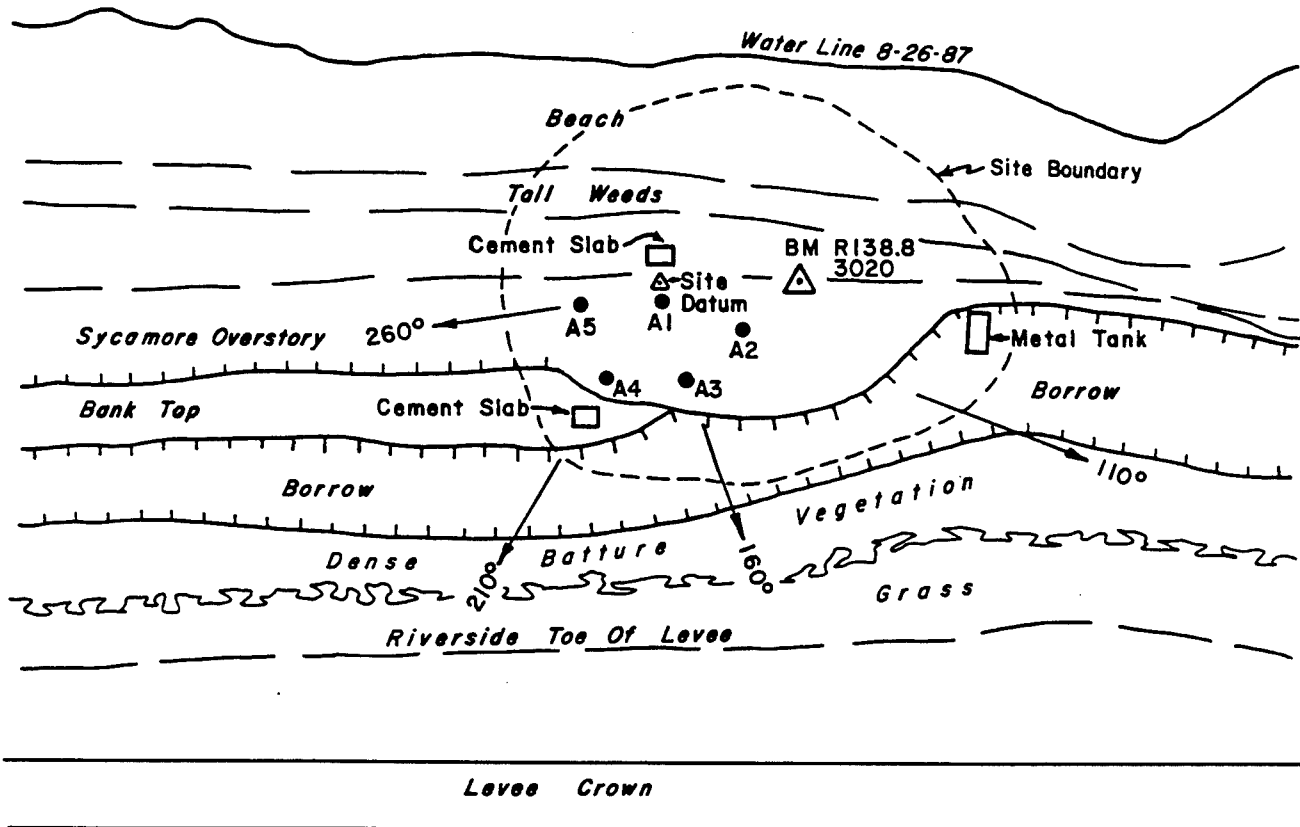 Water Line 8-26-87
Beach
Site Boundary
Tall Weeds
Cement Slab
BM R138.8
3020
Site
Datum
A5
A1
A2
260°
Sycamore Overstory
Metal Tank
A4
A3
Borrow
Bank Top
Cement Slab
110°
Borrow
Vegetation
Dense Batture
160°
210°
Grass
Riverside Toe Of Levee
Levee Crown